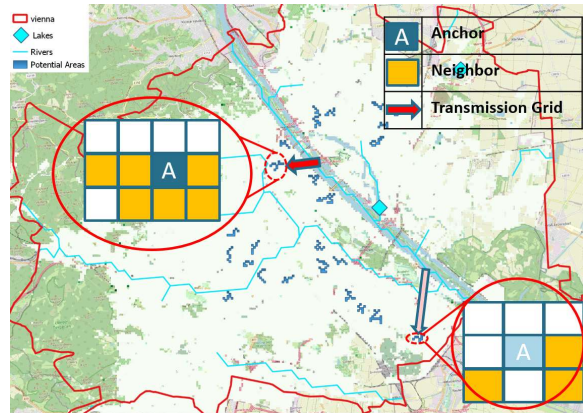 vienna
Lakes
Rivers
Potential Areas
A Anchor
Neighbor
Transmission Grid
A
A